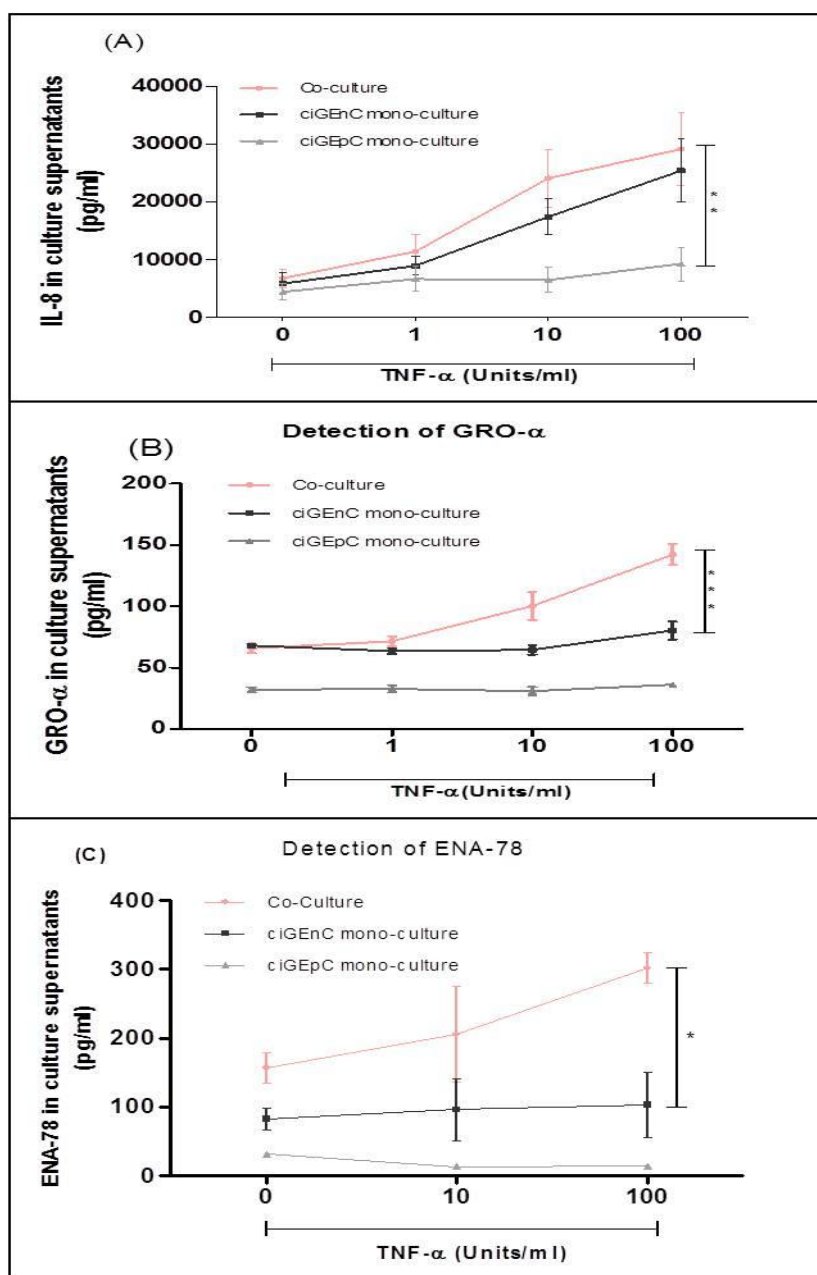 (A)
40000
30000
20000
10000
0
IL-8 in culture supernatants
(pg/ml)
Co-culture
ciGEnC mono-culture
ciGEpC mono-culture
**
0 1 10 100
TNF-α (Units/ml)
(B)
Detection of GRO-α
200
150
100
50
0
GRO-α in culture supernatants
(pg/ml)
Co-culture
ciGEnC mono-culture
ciGEpC mono-culture
***
0 1 10 100
TNF-α(Units/ml)
(C)
Detection of ENA-78
400
300
200
100
0
ENA-78 in culture supernatants
(pg/ml)
Co-Culture
ciGEnC mono-culture
ciGEpC mono-culture
*
0 10 100
TNF-α (Units/ml)